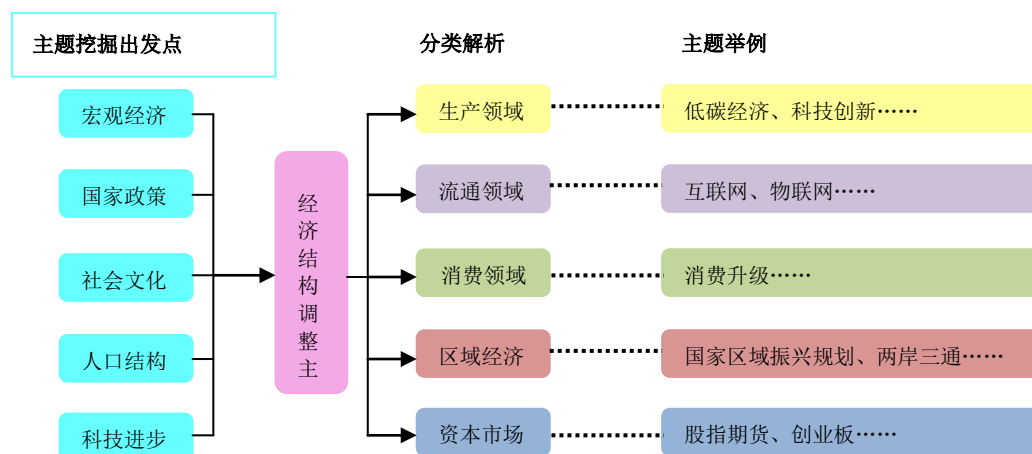 主题挖掘出发点
分类解析
主题举例
宏观经济
国家政策
社会文化
人口结构
科技进步
经济结构调整主
生产领域
低碳经济、科技创新……
流通领域
互联网、物联网……
消费领域
消费升级……
区域经济
国家区域振兴规划、两岸三通……
资本市场
股指期货、创业板……